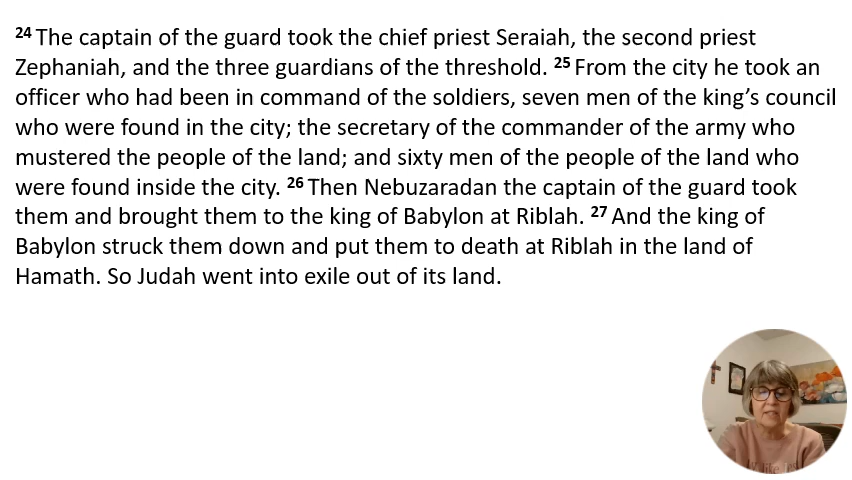 24 The captain of the guard took the chief priest Seraiah, the second priest
Zephaniah, and the three guardians of the threshold. 25 From the city he took an
officer who had been in command of the soldiers, seven men of the king’s council
who were found in the city; the secretary of the commander of the army who
mustered the people of the land; and sixty men of the people of the land who
were found inside the city. 26 Then Nebuzaradan the captain of the guard took
them and brought them to the king of Babylon at Riblah. 27 And the king of
Babylon struck them down and put them to death at Riblah in the land of
Hamath. So Judah went into exile out of its land.